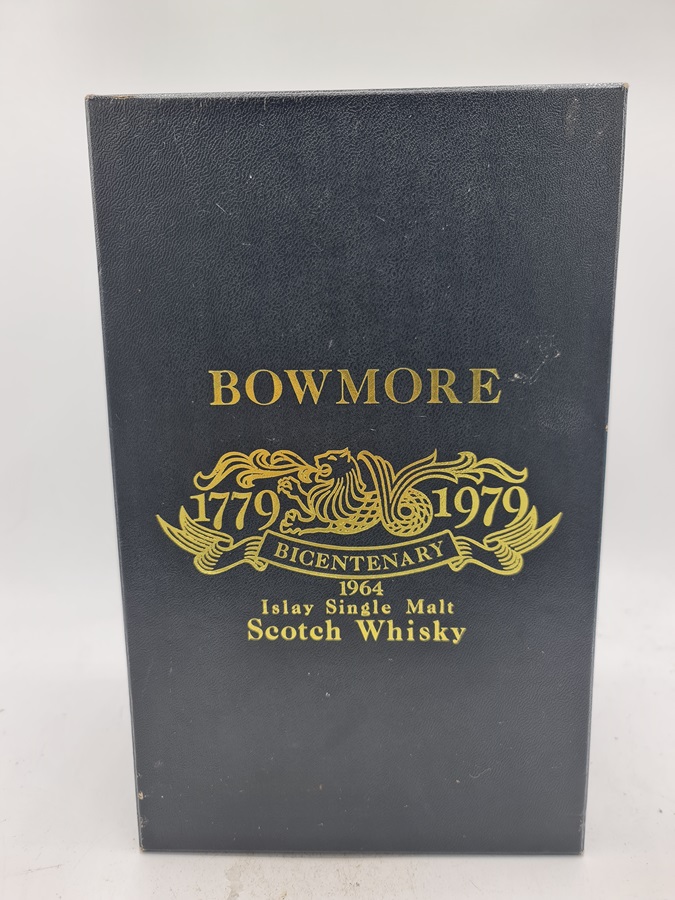 BOWMORE
1779 1979
BICENTENARY
1964
Islay Single Malt
Scotch Whisky